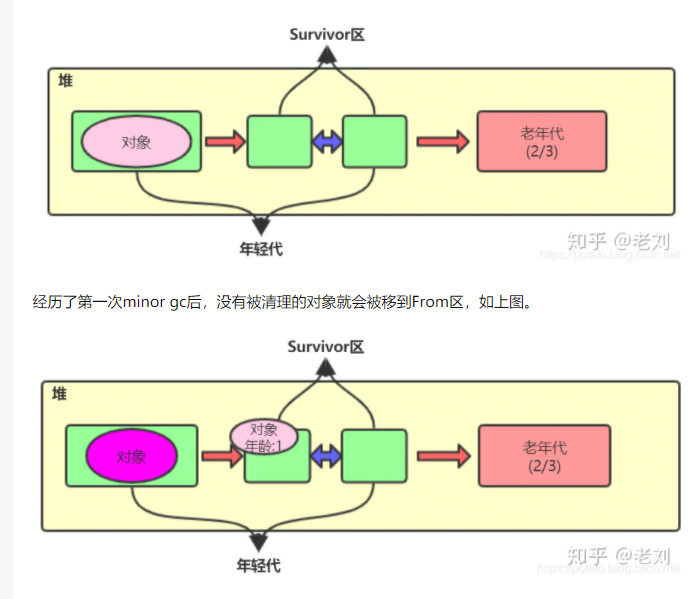 Survivor区
堆
对象
老年代
(2/3)
年轻代
知乎 @老刘
https://polato.blog.csdn.net
经历了第一次minor gc后，没有被清理的对象就会被移到From区，如上图。
Survivor区
堆
对象
年龄:1
对象
老年代
(2/3)
年轻代
知乎 @老刘
https://polato.blog.csdn.net